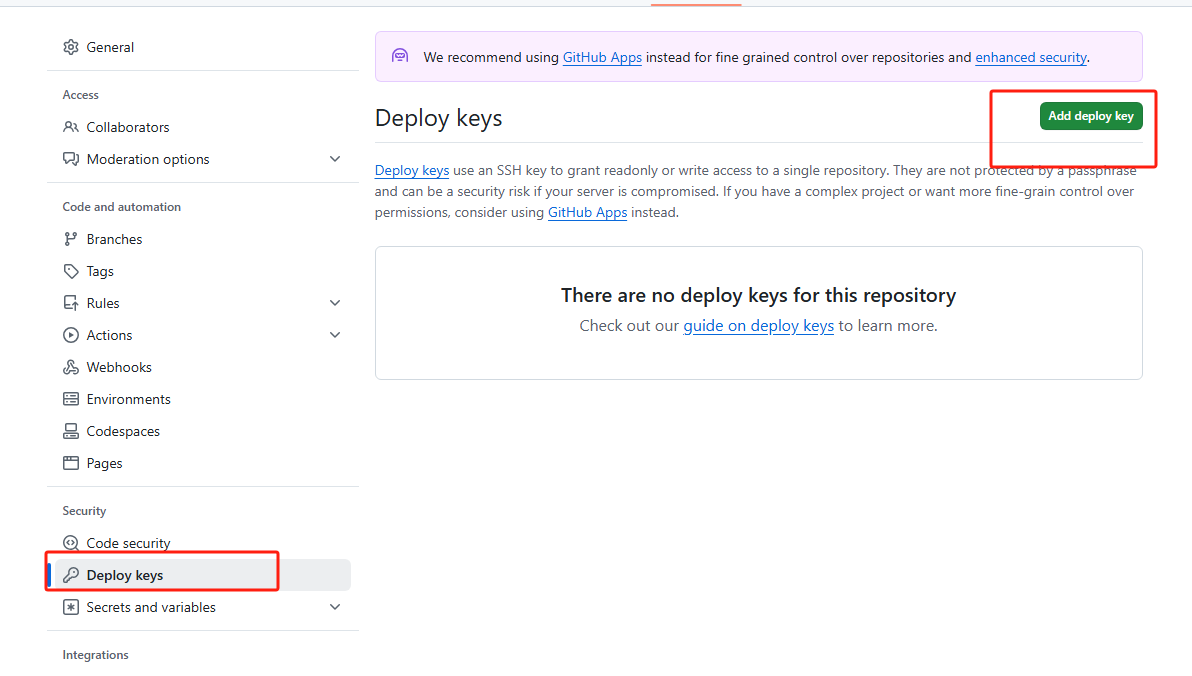 General
Access
Collaborators
Moderation options
Code and automation
Branches
Tags
Rules
Actions
Webhooks
Environments
Codespaces
Pages
Security
Code security
Deploy keys
Secrets and variables
Integrations
We recommend using GitHub Apps instead for fine grained control over repositories and enhanced security.
Deploy keys
Add deploy key
Deploy keys use an SSH key to grant readonly or write access to a single repository. They are not protected by a passphrase
and can be a security risk if your server is compromised. If you have a complex project or want more fine-grain control over
permissions, consider using GitHub Apps instead.
There are no deploy keys for this repository
Check out our guide on deploy keys to learn more.